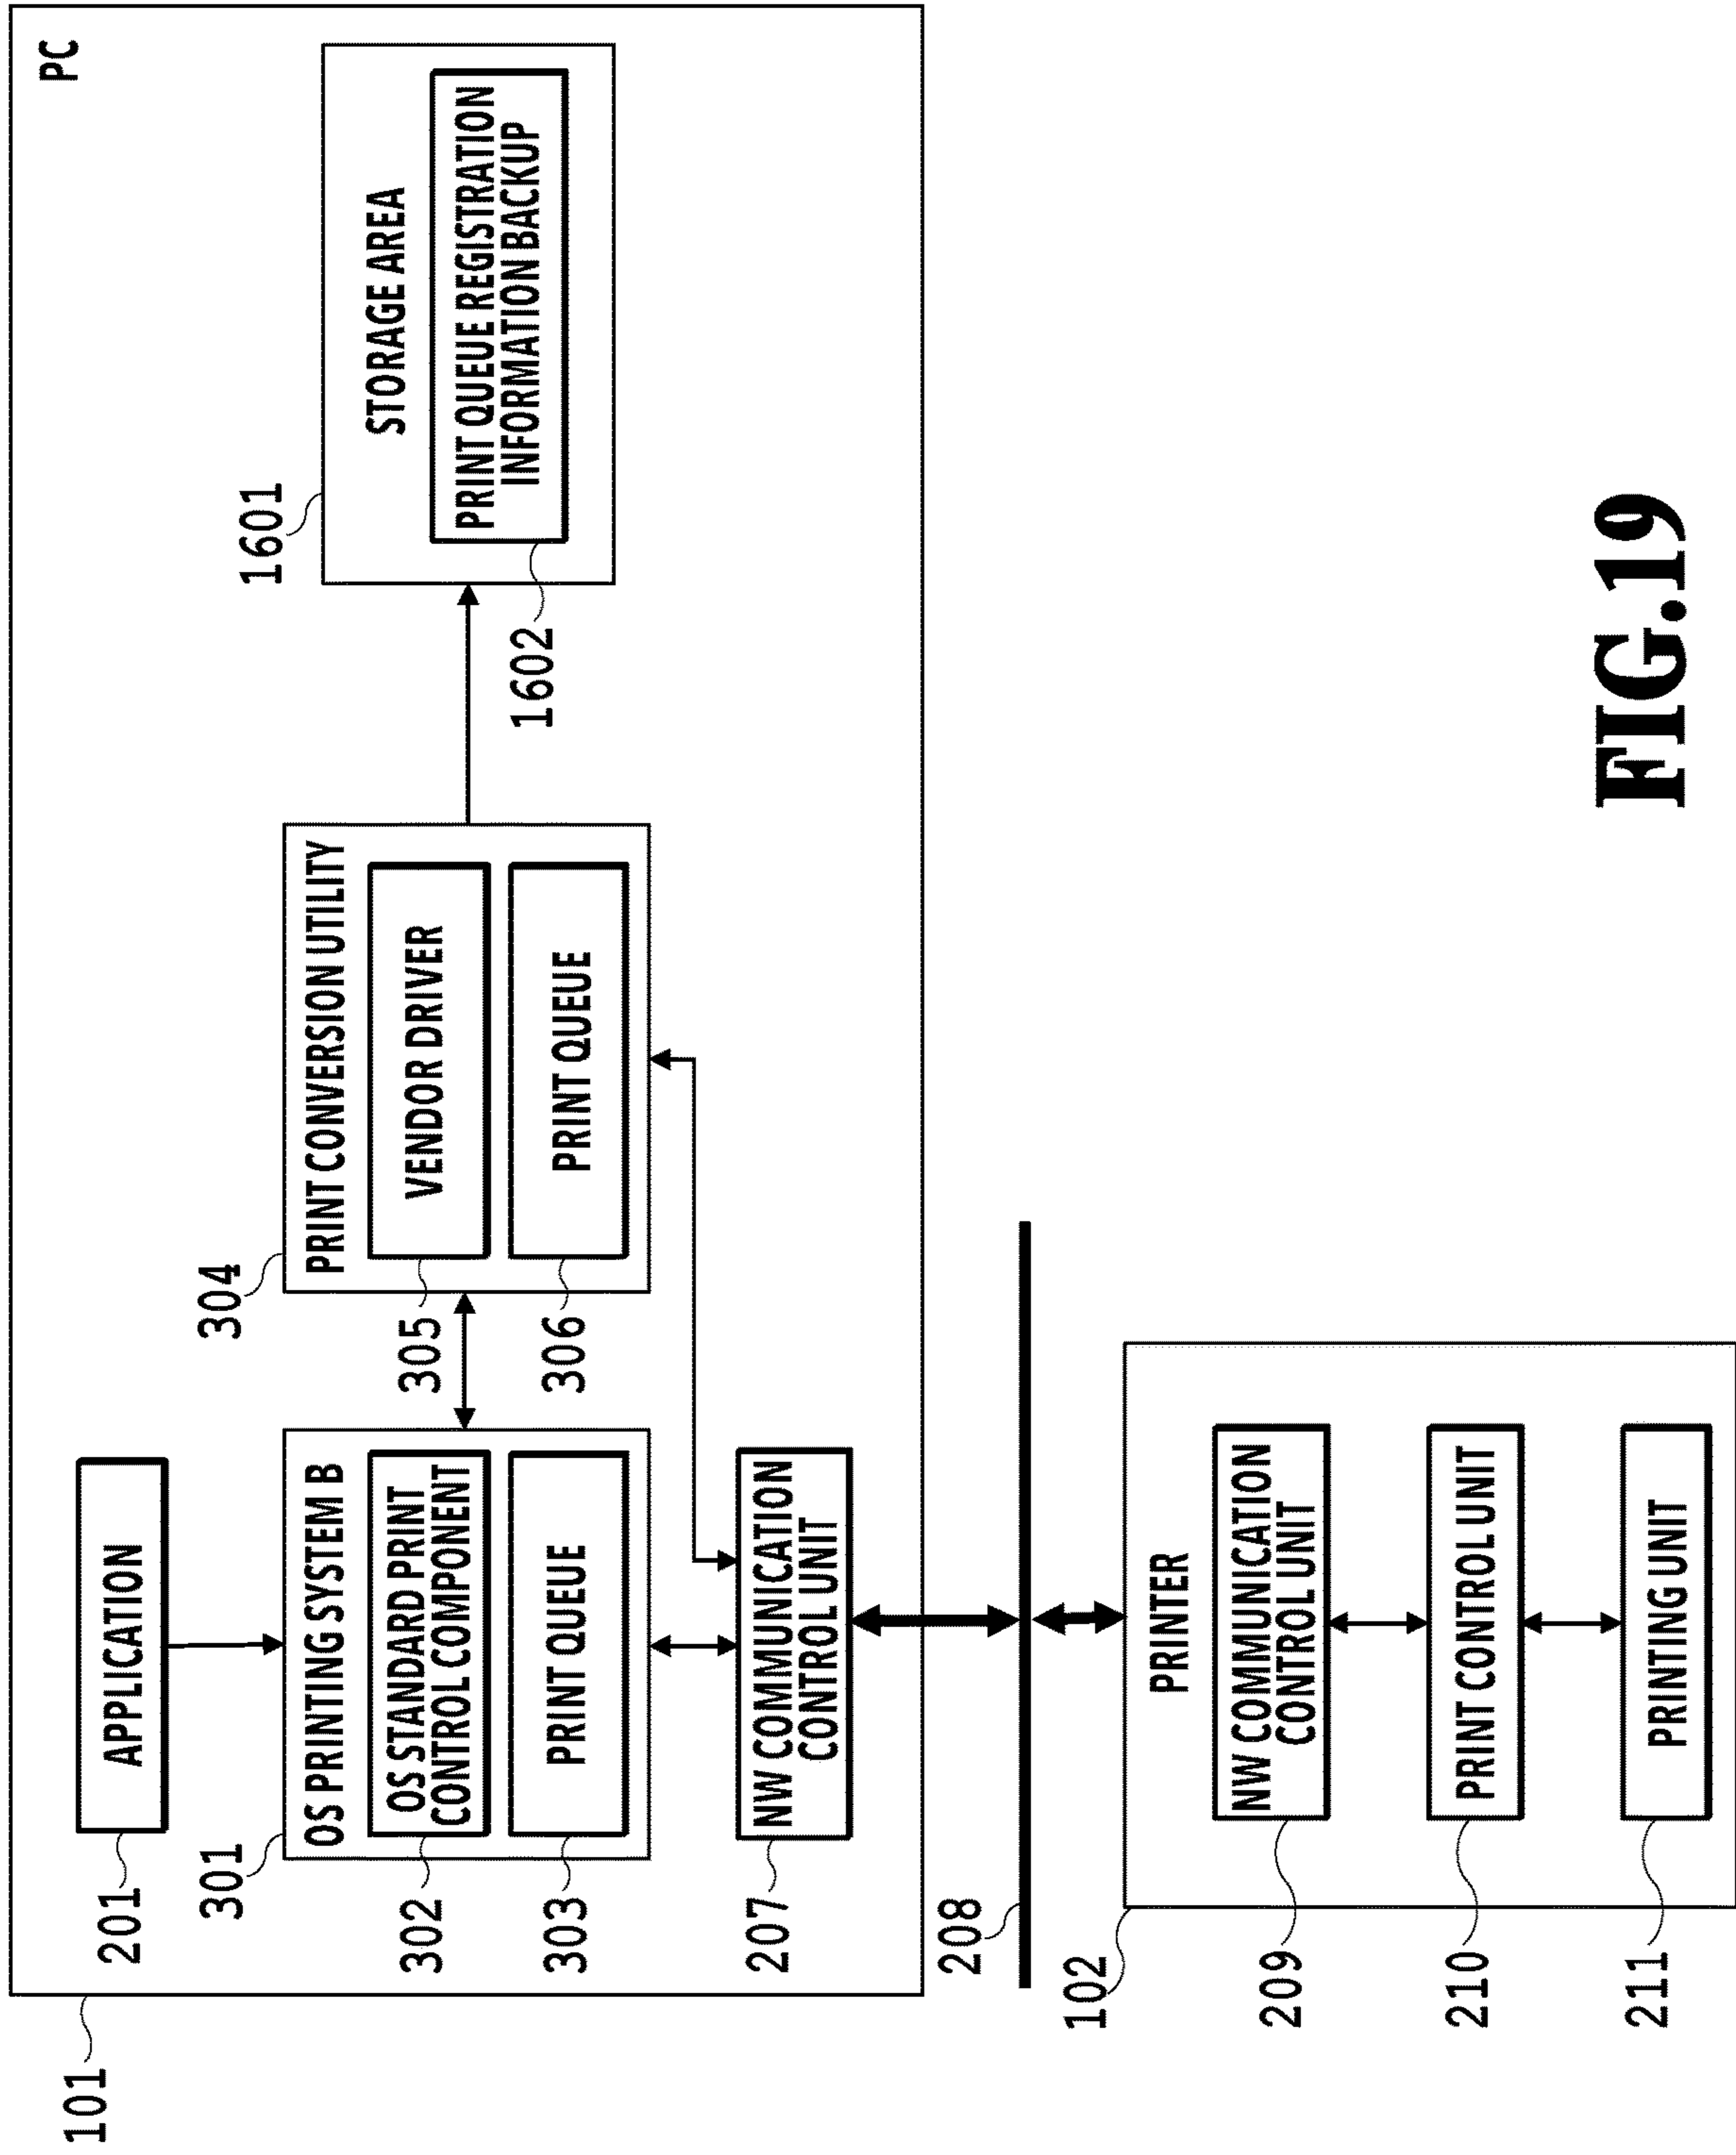 101
PC
201
APPLICATION
301
OS PRINTING SYSTEM B
302
OS STANDARD PRINT
CONTROL COMPONENT
303
PRINT QUEUE
304
PRINT CONVERSION UTILITY
305
VENDOR DRIVER
306
PRINT QUEUE
1601
STORAGE AREA
1602
PRINT QUEUE REGISTRATION
INFORMATION BACKUP
207
NW COMMUNICATION
CONTROL UNIT
208
102
PRINTER
209
NW COMMUNICATION
CONTROL UNIT
210
PRINT CONTROL UNIT
211
PRINTING UNIT
FIG.19